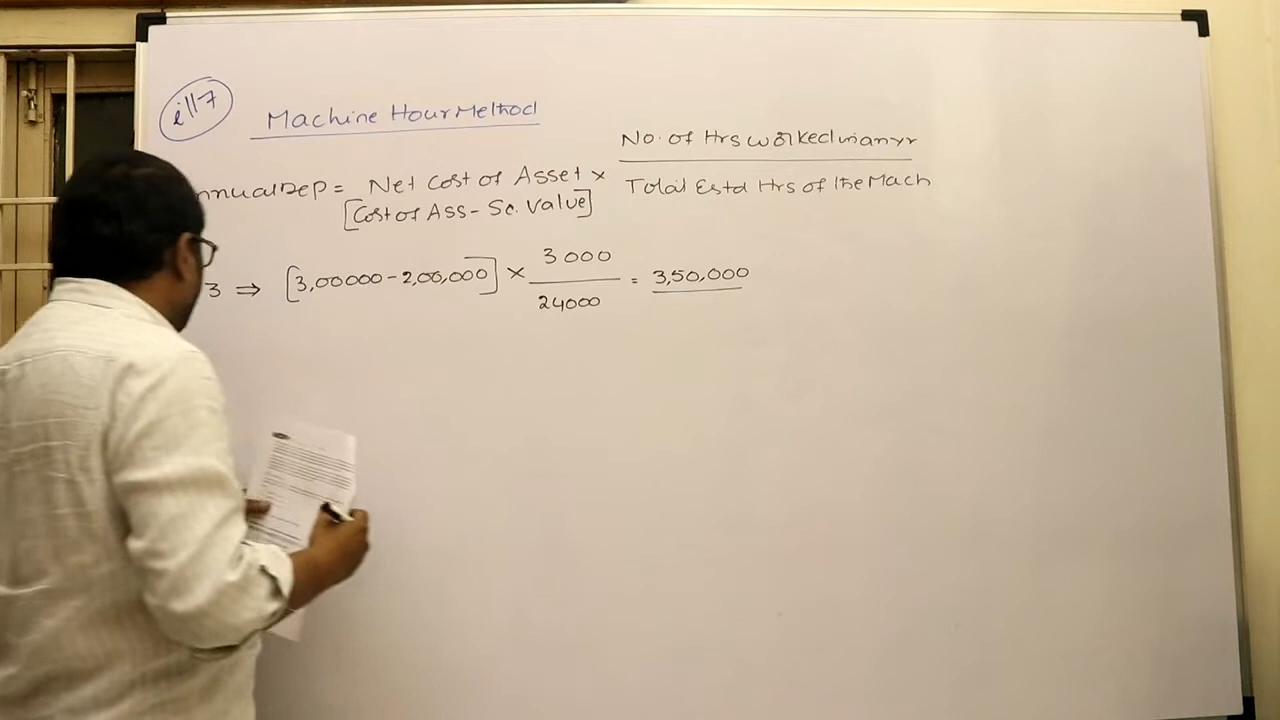 ill-7
Machine Hour Method
nnual Dep = Net Cost of Asset × No. of Hrs worked in a yr
[Cost of Ass - Sc. Value] Total Estd Hrs of the Mach
3 ⇒ [3,00000 - 2,00,000] × 3000 / 24000 = 3,50,000